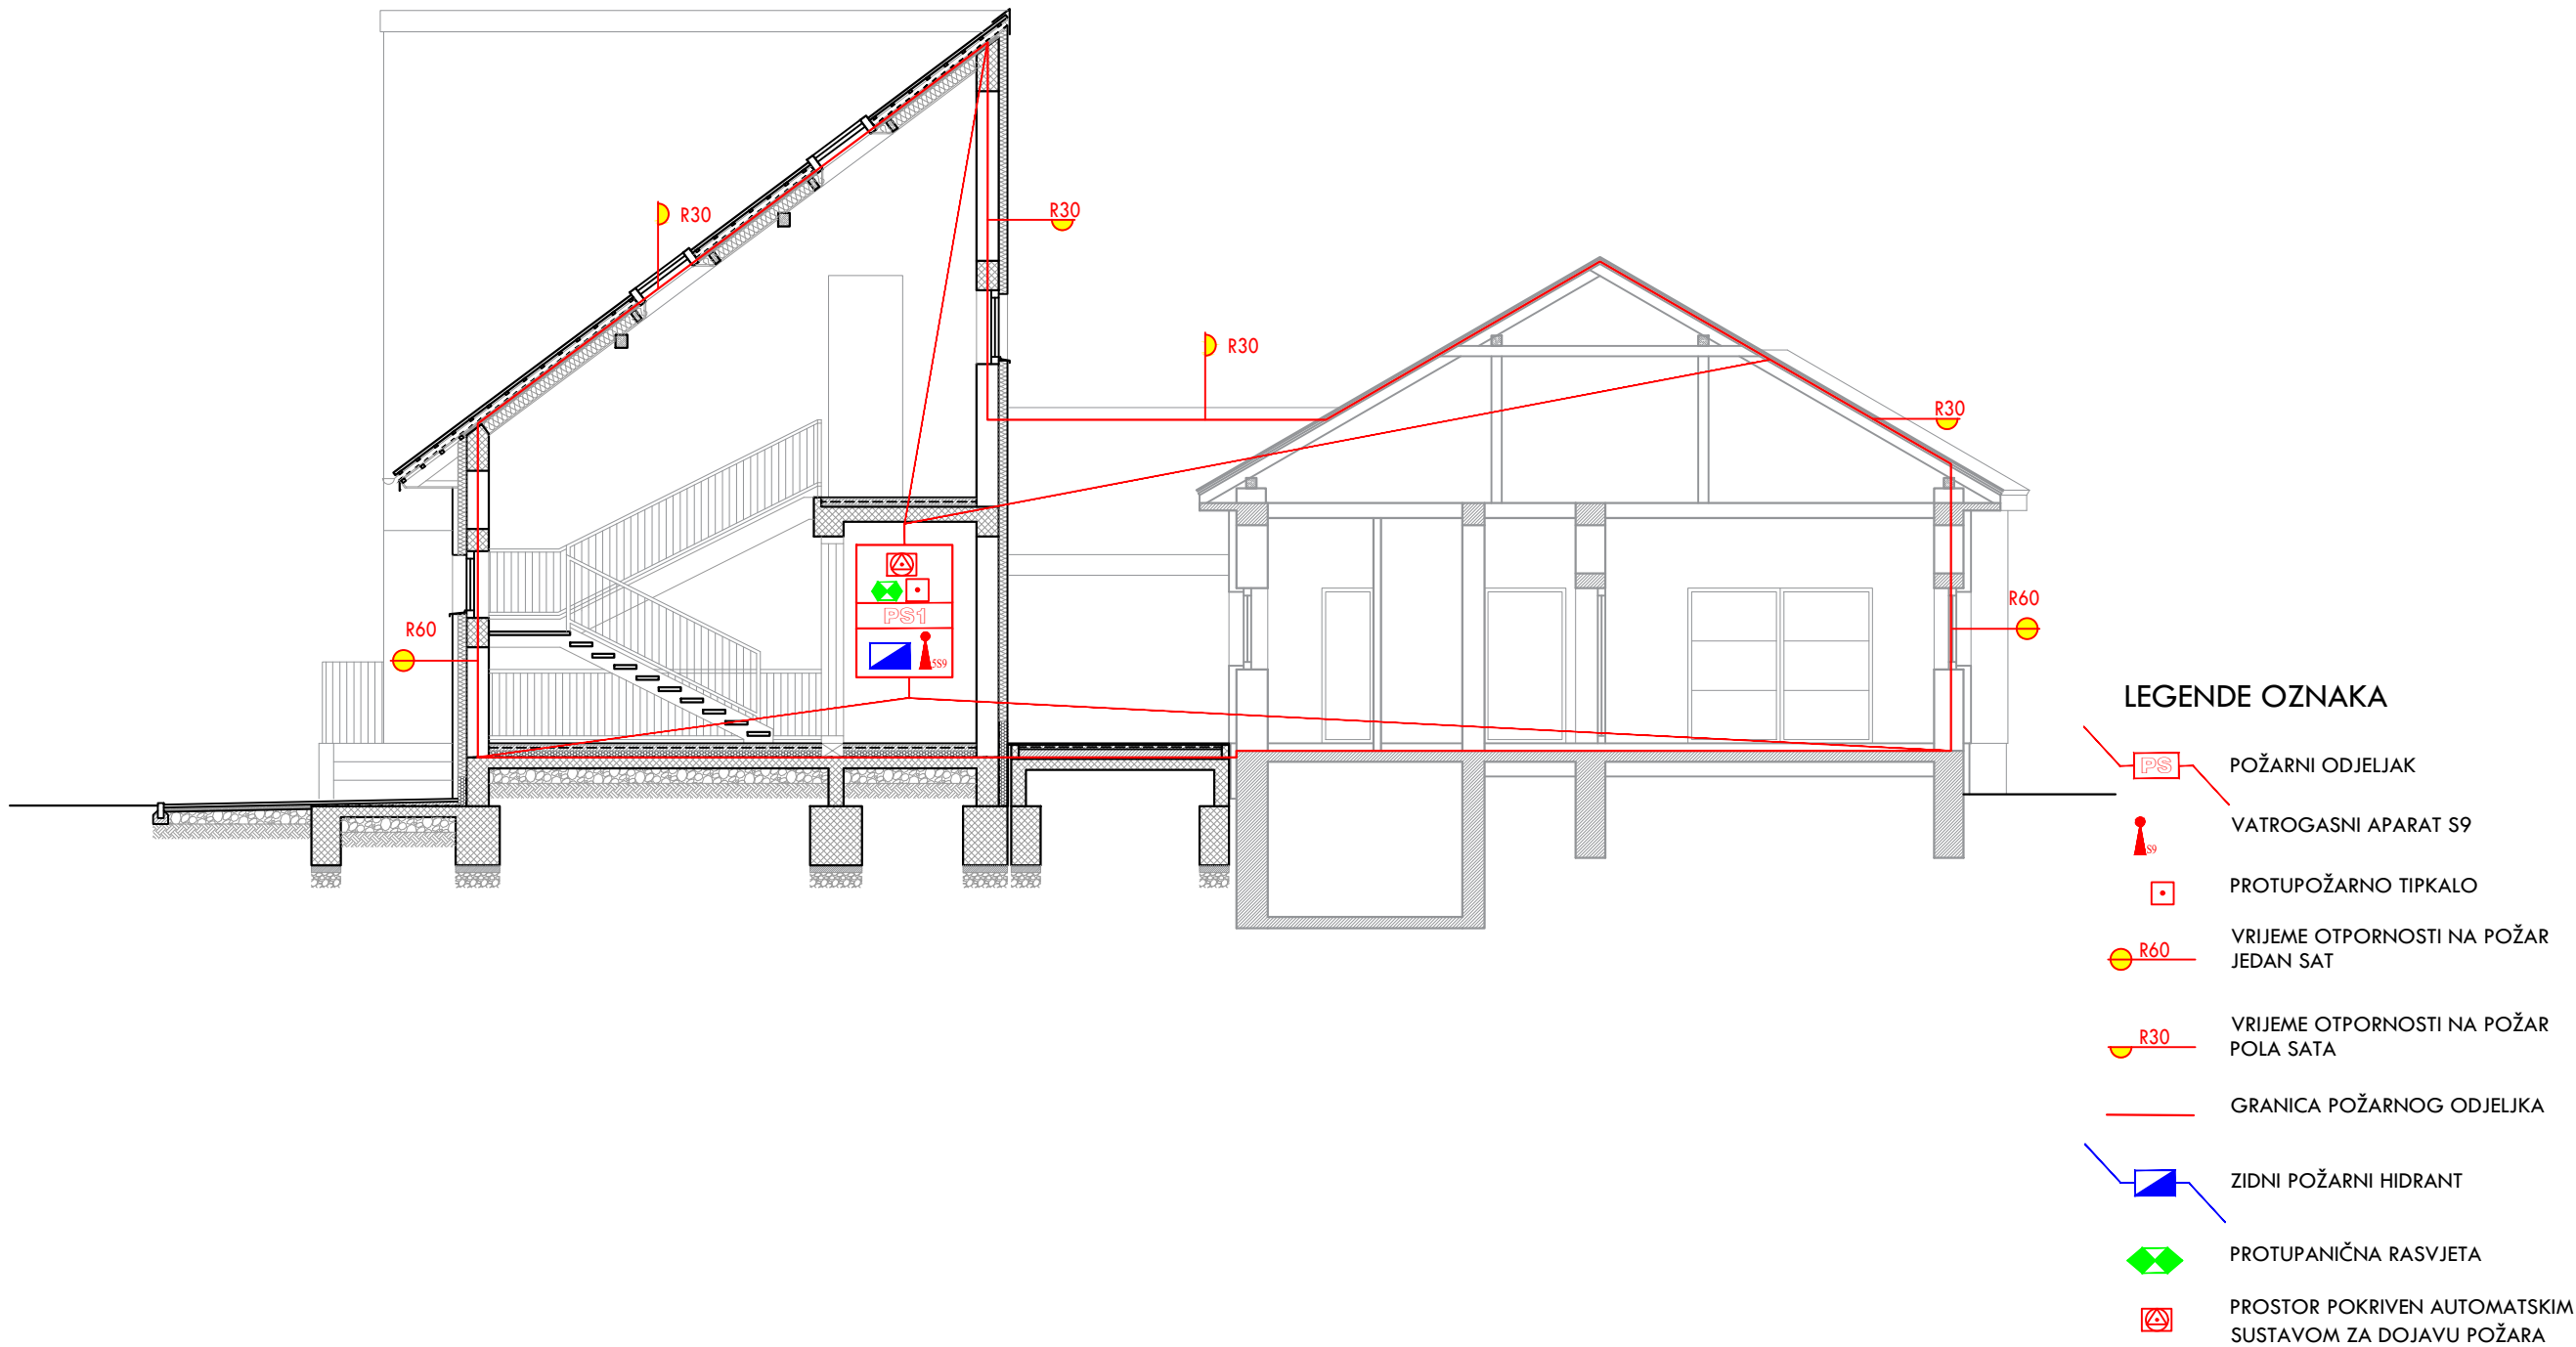 R30
R30
R30
R30
R60
PS1
5S9
R60
LEGENDE OZNAKA
PS
POŽARNI ODJELJAK
S9
VATROGASNI APARAT S9
PROTUPOŽARNO TIPKALO
R60
VRIJEME OTPORNOSTI NA POŽAR
JEDAN SAT
R30
VRIJEME OTPORNOSTI NA POŽAR
POLA SATA
GRANICA POŽARNOG ODJELJKA
ZIDNI POŽARNI HIDRANT
PROTUPANIČNA RASVJETA
PROSTOR POKRIVEN AUTOMATSKIM
SUSTAVOM ZA DOJAVU POŽARA